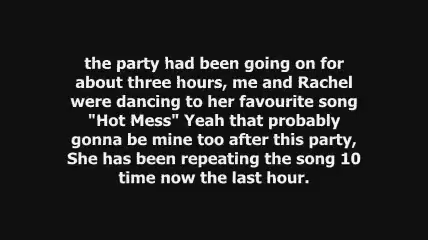 the party had been going on for
about three hours, me and Rachel
were dancing to her favourite song
"Hot Mess" Yeah that probably
gonna be mine too after this party,
She has been repeating the song 10
time now the last hour.